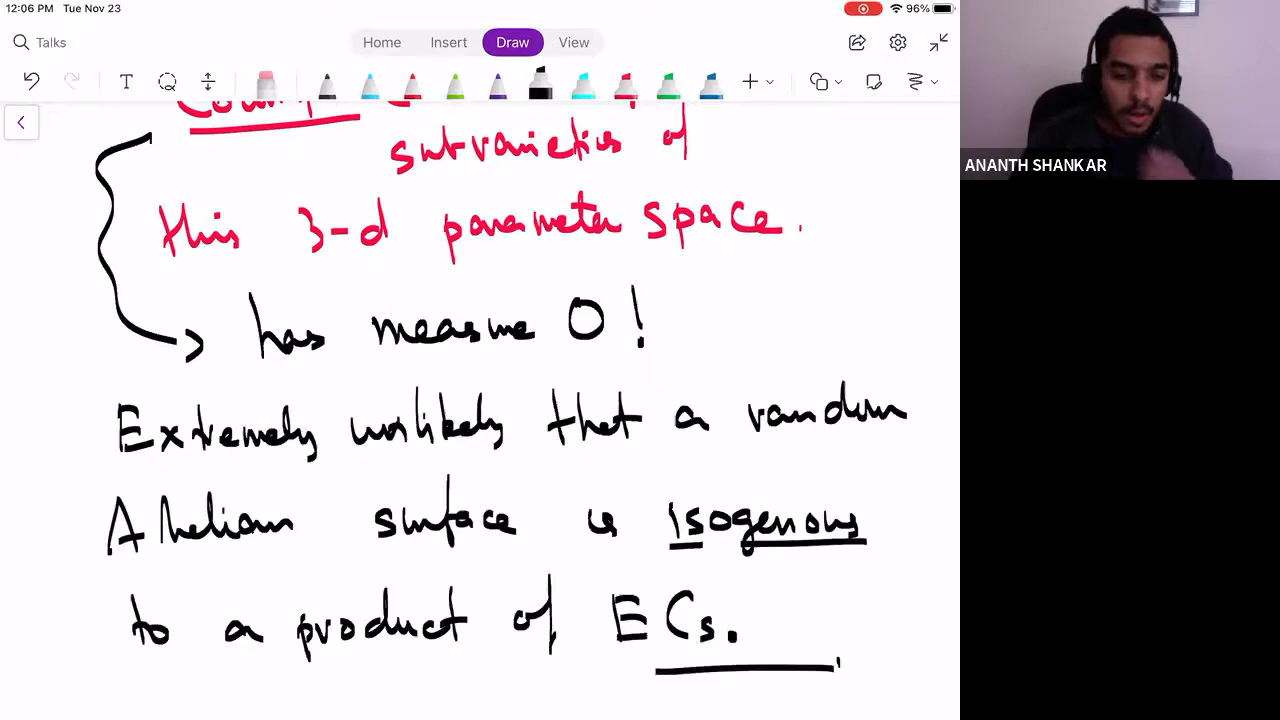 12:06 PM Tue Nov 23
96%
Talks
Home Insert Draw View
T
ANANTH SHANKAR
subvarieties of
this 3-d parameter space.
has measure 0!
Extremely unlikely that a random
Abelian surface is isogenous
to a product of ECs.